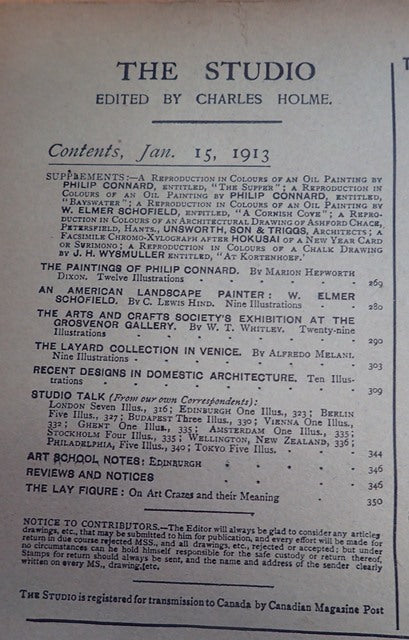 THE STUDIO
EDITED BY CHARLES HOLME.
Contents, Jan. 15, 1913
SUPPLEMENTS:—A REPRODUCTION IN COLOURS OF AN OIL PAINTING BY
PHILIP CONNARD, ENTITLED, "THE SUPPER"; A REPRODUCTION IN
COLOURS OF AN OIL PAINTING BY PHILIP CONNARD, ENTITLED,
"BAYSWATER"; A REPRODUCTION IN COLOURS OF AN OIL PAINTING BY
W. ELMER SCHOFIELD, ENTITLED, "A CORNISH COVE"; A REPRO-
DUCTION IN COLOURS OF AN ARCHITECTURAL DRAWING OF ASHFORD CHACE,
PETERSFIELD, HANTS., UNSWORTH, SON & TRIGGS, ARCHITECTS; A
FACSIMILE CHROMO-XYLOGRAPH AFTER HOKUSAI OF A NEW YEAR CARD
OR SURIMONO; A REPRODUCTION IN COLOURS OF A CHALK DRAWING
BY J. H. WYSMULLER ENTITLED, "AT KORTENHOEF."
THE PAINTINGS OF PHILIP CONNARD. By MARION HEPWORTH
DIXON. Twelve Illustrations . . . . . 269
AN AMERICAN LANDSCAPE PAINTER: W. ELMER
SCHOFIELD. By C. LEWIS HIND. Nine Illustrations . . 280
THE ARTS AND CRAFTS SOCIETY'S EXHIBITION AT THE
GROSVENOR GALLERY. By W. T. WHITLEY. Twenty-nine
Illustrations . . . . . . 290
THE LAYARD COLLECTION IN VENICE. By ALFREDO MELANI.
Nine Illustrations . . . . . . 303
RECENT DESIGNS IN DOMESTIC ARCHITECTURE. Ten Illus-
trations . . . . . . 309
STUDIO TALK (From our own Correspondents):
LONDON Seven Illus., 316; EDINBURGH One Illus., 323; BERLIN
Five Illus., 327; BUDAPEST Three Illus., 330; VIENNA One Illus.,
332; GHENT One Illus., 335; AMSTERDAM One Illus., 335;
STOCKHOLM Four Illus., 335; WELLINGTON, NEW ZEALAND, 336;
PHILADELPHIA, Five Illus., 340; TOKYO Five Illus. . . 344
ART SCHOOL NOTES: EDINBURGH . . . . 346
REVIEWS AND NOTICES . . . . . 346
THE LAY FIGURE: On Art Crazes and their Meaning . . 350
NOTICE TO CONTRIBUTORS.—The Editor will always be glad to consider any articles
drawings, etc., that may be submitted to him for publication, and every effort will be made for
return in due course rejected MSS., and all drawings, etc., rejected or accepted; but under
no circumstances can he hold himself responsible for the safe custody or return thereof,
Stamps for return should always be sent, and the name and address of the sender clearly
written on every MS., drawing, etc.
THE STUDIO is registered for transmission to Canada by Canadian Magazine Post